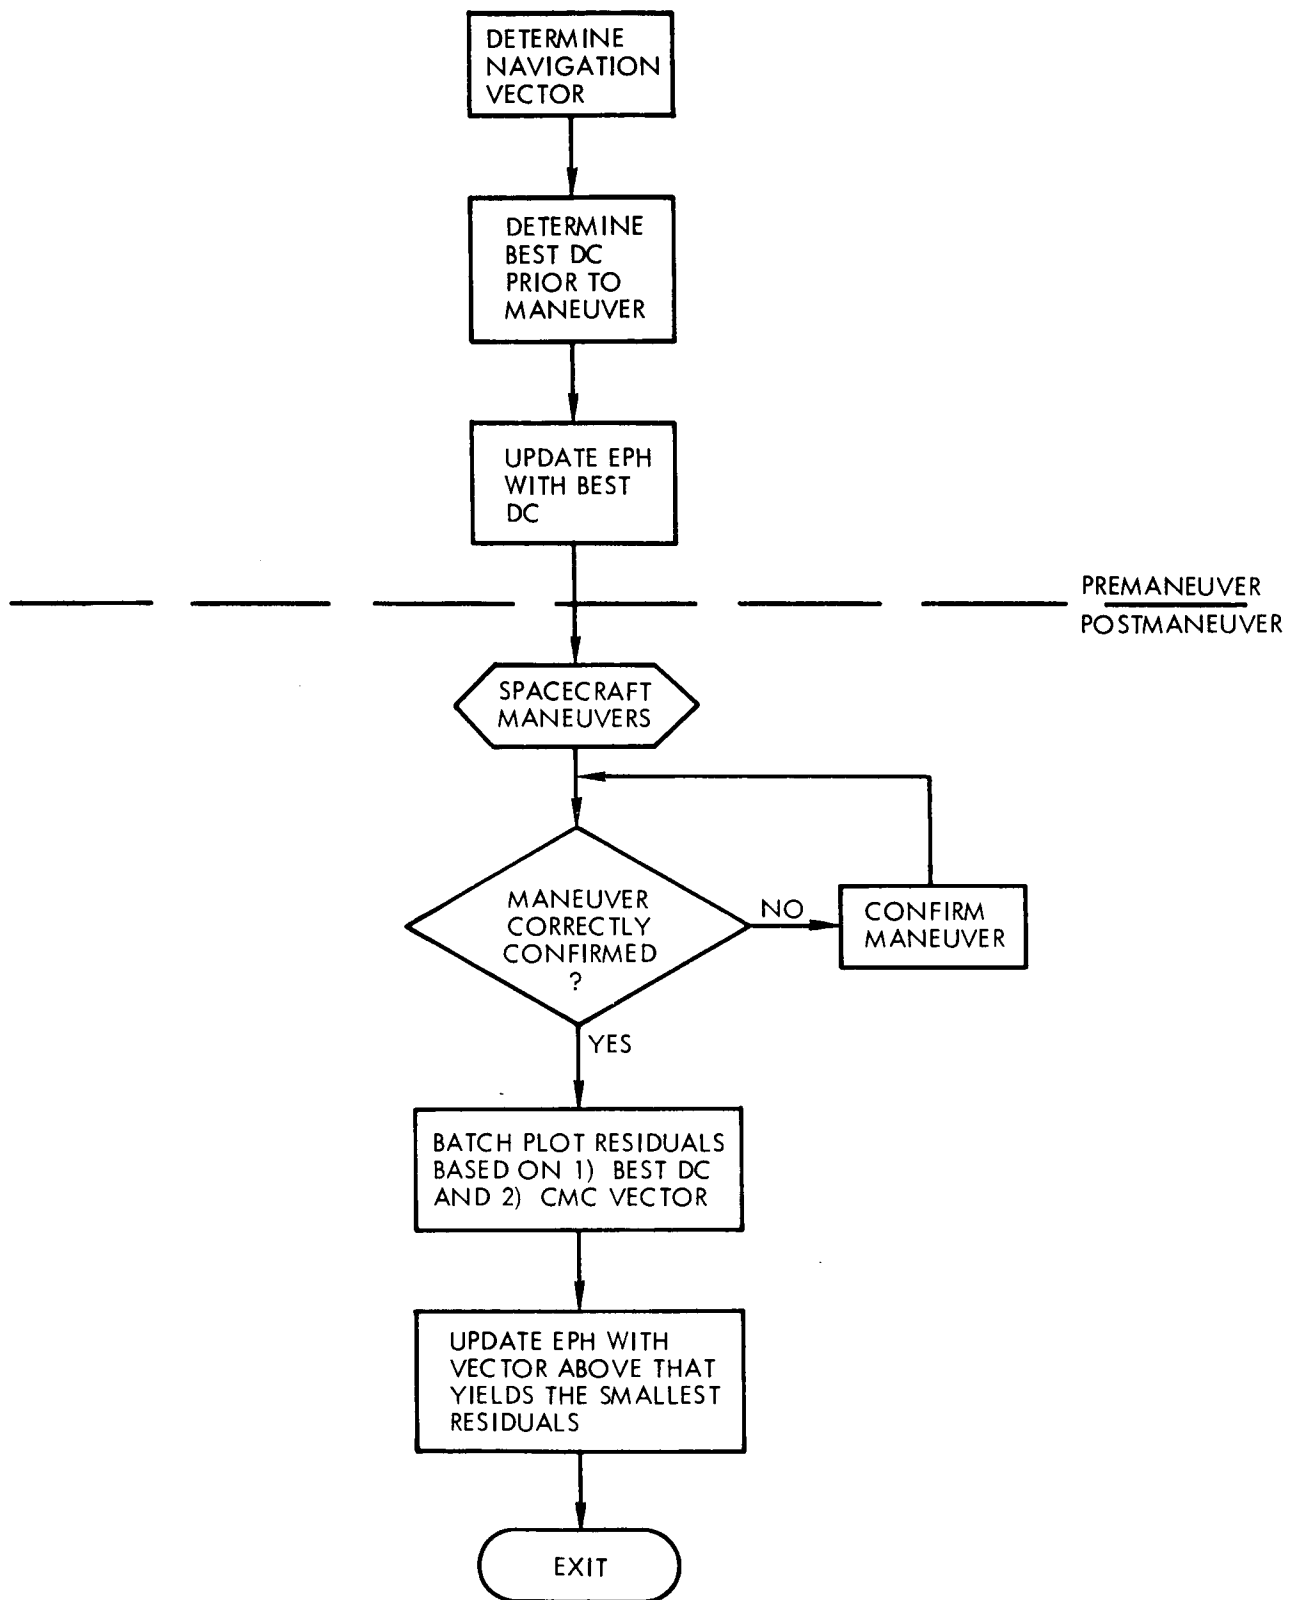 DETERMINE
NAVIGATION
VECTOR
DETERMINE
BEST DC
PRIOR TO
MANEUVER
UPDATE EPH
WITH BEST
DC
PREMANEUVER
POSTMANEUVER
SPACECRAFT
MANEUVERS
MANEUVER
CORRECTLY
CONFIRMED
?
NO
CONFIRM
MANEUVER
YES
BATCH PLOT RESIDUALS
BASED ON 1) BEST DC
AND 2) CMC VECTOR
UPDATE EPH WITH
VECTOR ABOVE THAT
YIELDS THE SMALLEST
RESIDUALS
EXIT